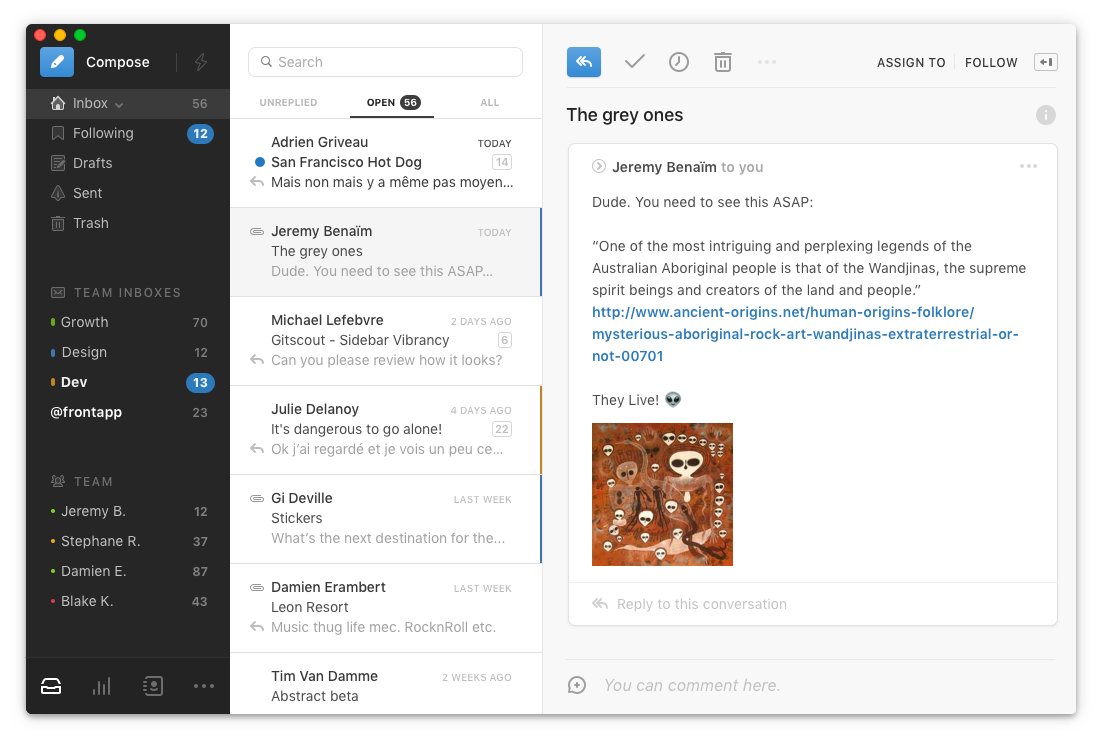 Compose
Inbox 56
Following 12
Drafts
Sent
Trash
TEAM INBOXES
Growth 70
Design 12
Dev 13
@frontapp 23
TEAM
Jeremy B. 12
Stephane R. 37
Damien E. 87
Blake K. 43
Search
UNREPLIED OPEN 56 ALL
Adrien Griveau TODAY
San Francisco Hot Dog 14
Mais non mais y a même pas moyen…
Jeremy Benaïm TODAY
The grey ones
Dude. You need to see this ASAP…
Michael Lefebvre 2 DAYS AGO
Gitscout - Sidebar Vibrancy 6
Can you please review how it looks?
Julie Delanoy 4 DAYS AGO
It's dangerous to go alone! 22
Ok j'ai regardé et je vois un peu ce…
Gi Deville LAST WEEK
Stickers
What's the next destination for the…
Damien Erambert LAST WEEK
Leon Resort
Music thug life mec. RocknRoll etc.
Tim Van Damme 2 WEEKS AGO
Abstract beta
ASSIGN TO FOLLOW
The grey ones
Jeremy Benaïm to you
Dude. You need to see this ASAP:
“One of the most intriguing and perplexing legends of the
Australian Aboriginal people is that of the Wandjinas, the supreme
spirit beings and creators of the land and people.”
http://www.ancient-origins.net/human-origins-folklore/
mysterious-aboriginal-rock-art-wandjinas-extraterrestrial-or-
not-00701
They Live! 👽
Reply to this conversation
You can comment here.